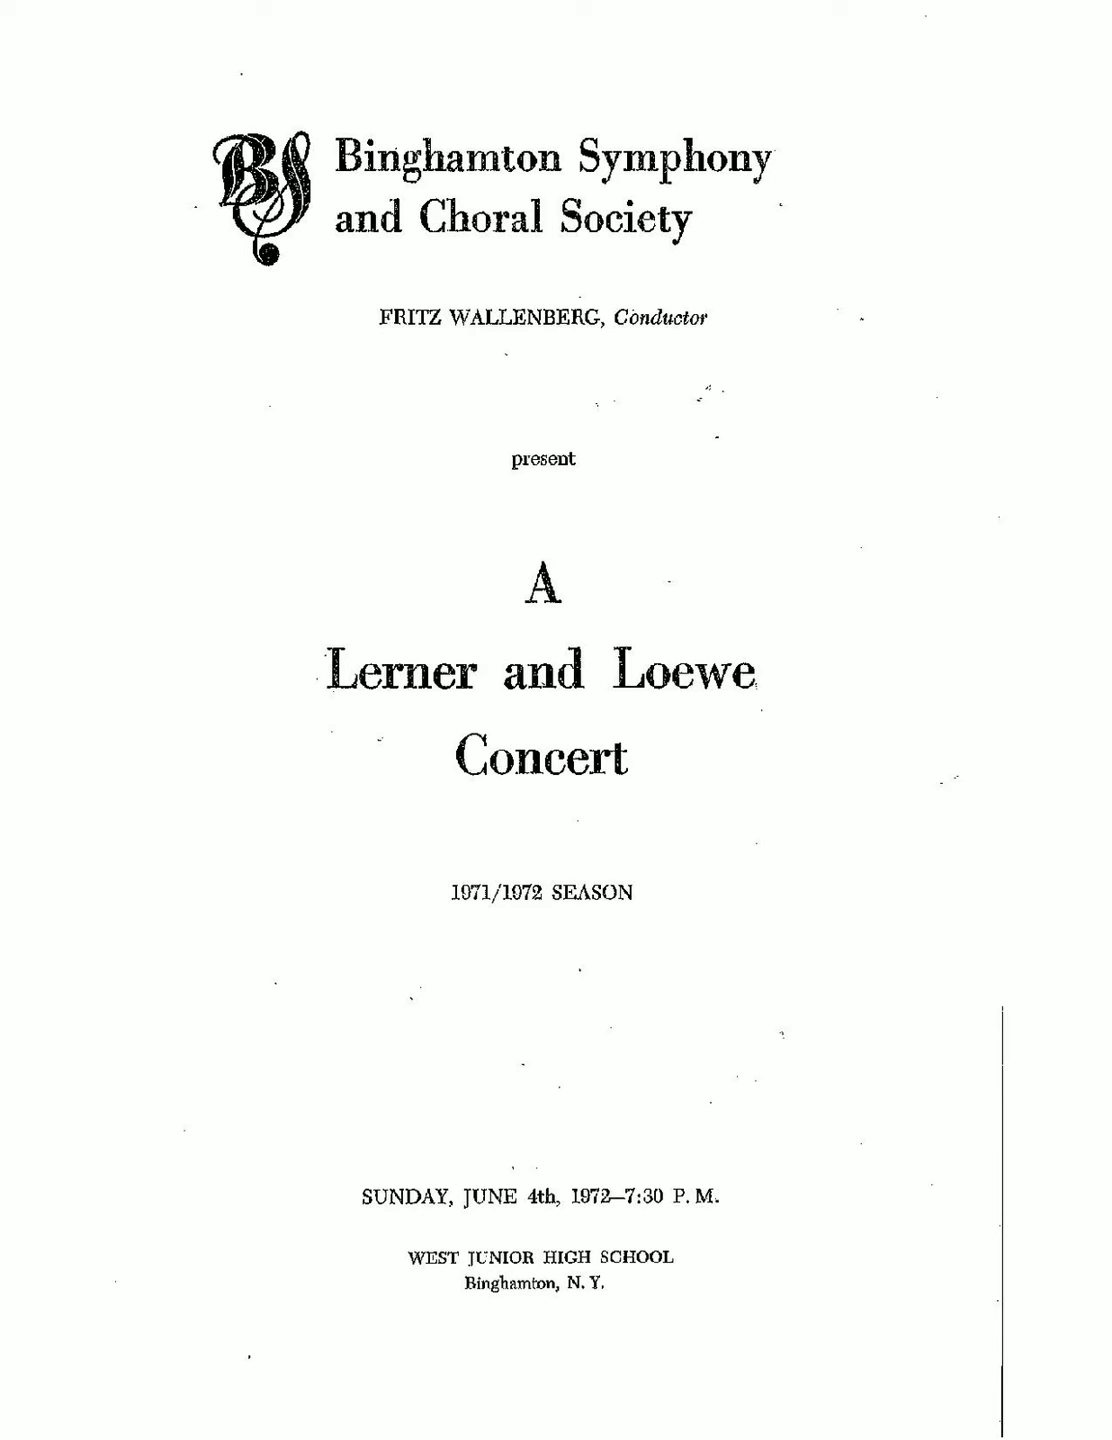 BS
Binghamton Symphony
and Choral Society
FRITZ WALLENBERG, Conductor
present
A
Lerner and Loewe
Concert
1971/1972 SEASON
SUNDAY, JUNE 4th, 1972–7:30 P. M.
WEST JUNIOR HIGH SCHOOL
Binghamton, N. Y.